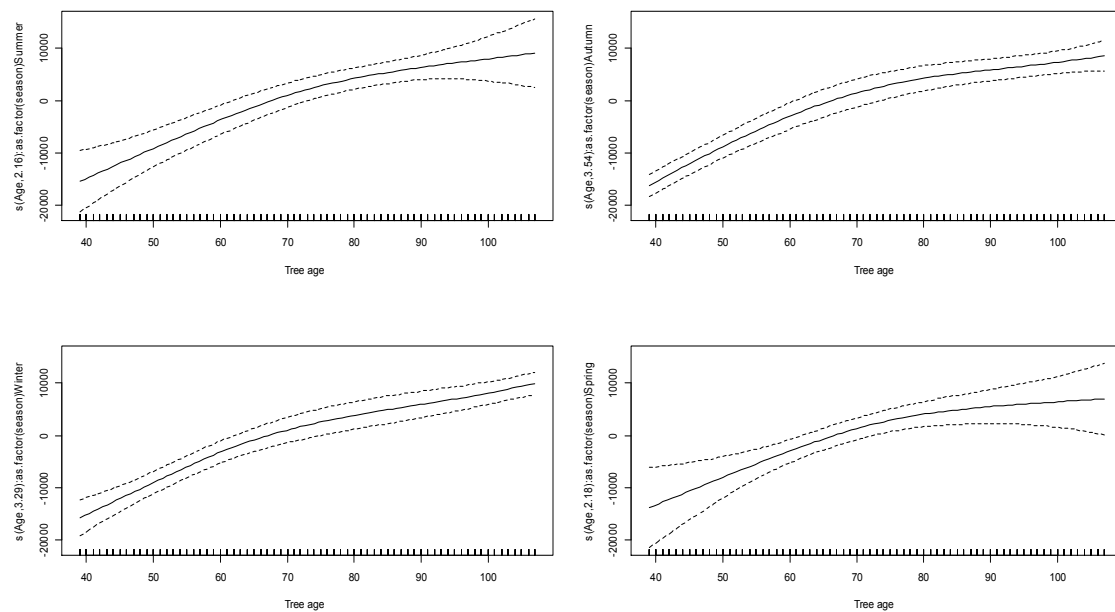 s(Age,2.16):as.factor(season)Summer
10000
0
-10000
-20000
40 50 60 70 80 90 100
Tree age
s(Age,3.54):as.factor(season)Autumn
10000
0
-10000
-20000
40 50 60 70 80 90 100
Tree age
s(Age,3.29):as.factor(season)Winter
10000
0
-10000
-20000
40 50 60 70 80 90 100
Tree age
s(Age,2.18):as.factor(season)Spring
10000
0
-10000
-20000
40 50 60 70 80 90 100
Tree age